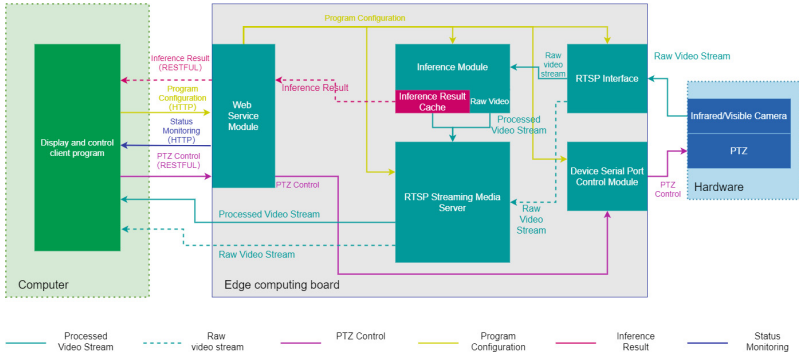 Program Configuration
Inference Result
(RESTFUL)
Program
Configuration
(HTTP)
Status
Monitoring
(HTTP)
PTZ Control
(RESTFUL)
Display and control
client program
Web
Service
Module
Inference Result
Inference Module
Inference Result
Cache
Raw Video
Raw
video
stream
RTSP Interface
Raw Video Stream
Processed
Video Stream
Infrared/Visible Camera
PTZ
Hardware
PTZ Control
RTSP Streaming Media
Server
Raw
Video
Stream
Device Serial Port
Control Module
PTZ
Control
Processed Video Stream
Raw Video Stream
Computer
Edge computing board
Processed
Video Stream
Raw
video stream
PTZ Control
Program
Configuration
Inference
Result
Status
Monitoring